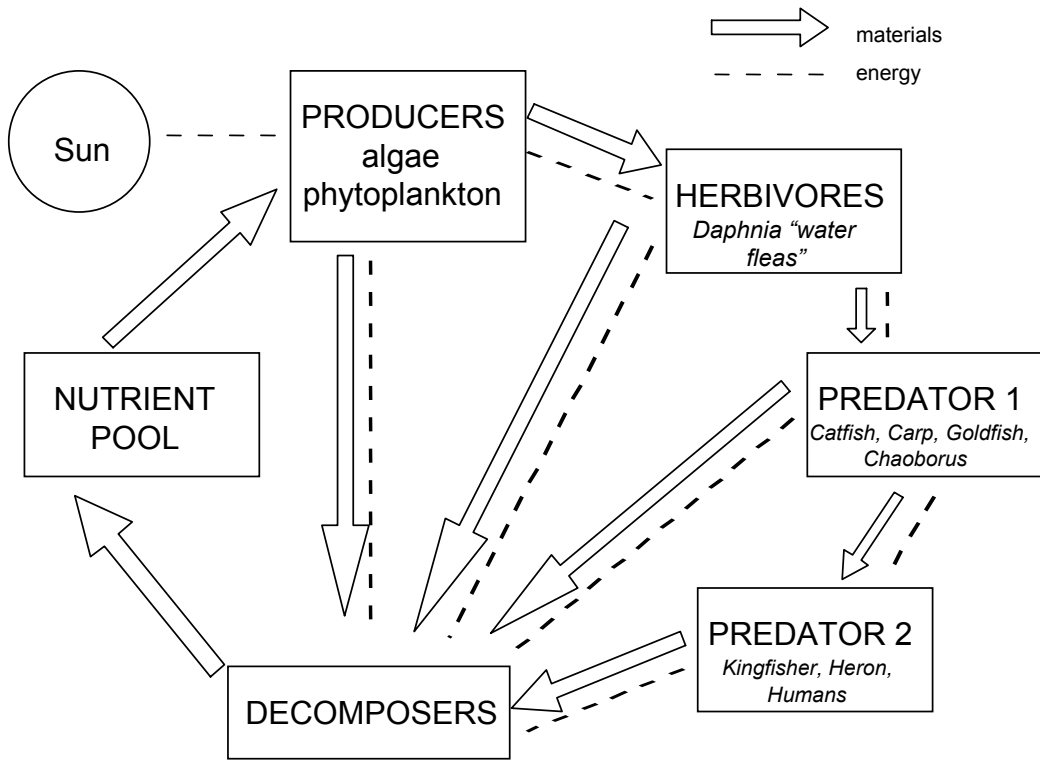 materials
energy
Sun
PRODUCERS
algae
phytoplankton
HERBIVORES
Daphnia “water
fleas”
NUTRIENT
POOL
PREDATOR 1
Catfish, Carp, Goldfish,
Chaoborus
PREDATOR 2
Kingfisher, Heron,
Humans
DECOMPOSERS